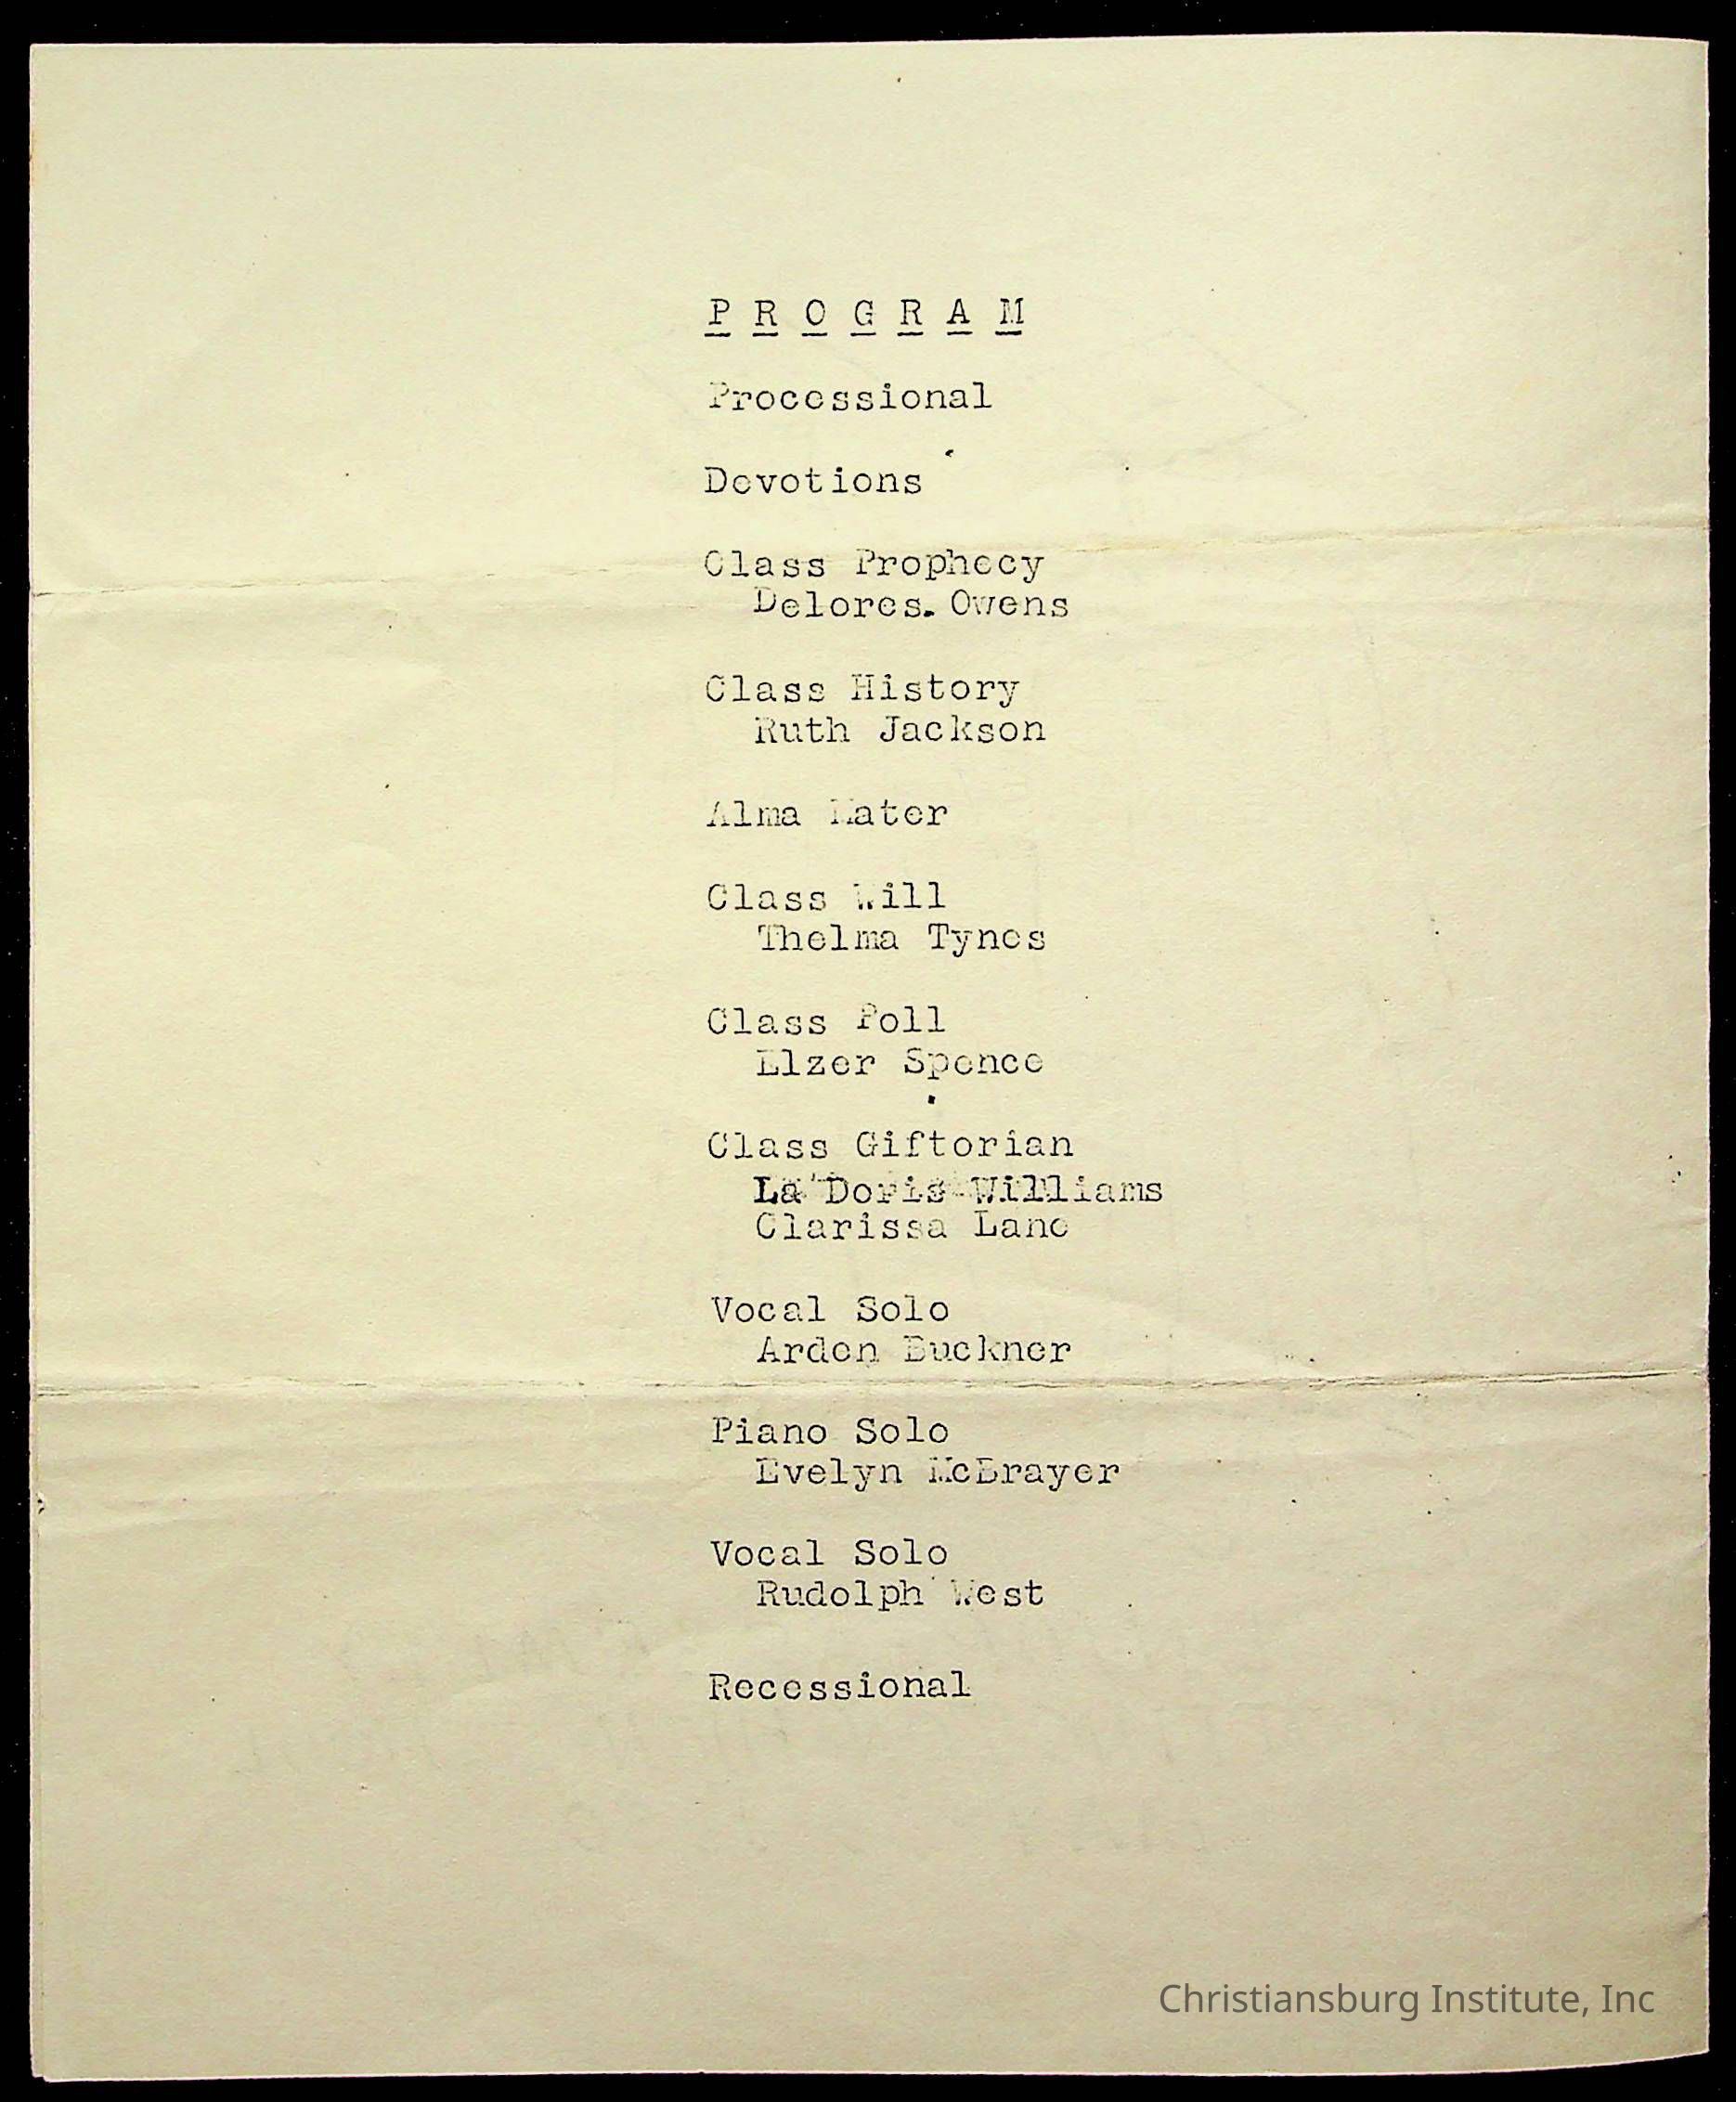 P R O G R A M
Processional
Devotions
Class Prophecy
Delores. Owens
Class History
Ruth Jackson
Alma Mater
Class Will
Thelma Tynes
Class Poll
Elzer Spence
Class Giftorian
La'Doris Williams
Clarissa Lane
Vocal Solo
Arden Buckner
Piano Solo
Evelyn McBrayer
Vocal Solo
Rudolph West
Recessional
Christiansburg Institute, Inc